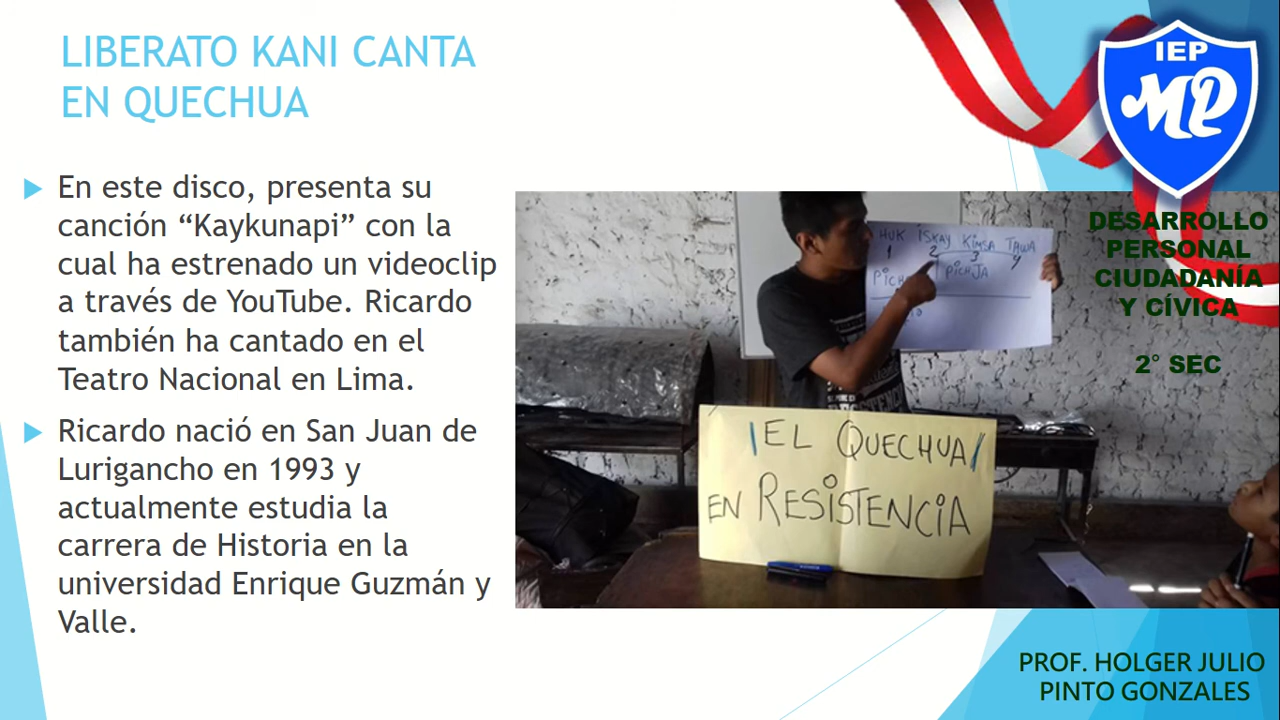 LIBERATO KANI CANTA
EN QUECHUA
En este disco, presenta su
canción “Kaykunapi” con la
cual ha estrenado un videoclip
a través de YouTube. Ricardo
también ha cantado en el
Teatro Nacional en Lima.
Ricardo nació en San Juan de
Lurigancho en 1993 y
actualmente estudia la
carrera de Historia en la
universidad Enrique Guzmán y
Valle.
HUK ISKAY KIMSA TAWA
1 2 3 4
PICHJA
EL QUECHUA
EN RESISTENCIA
IEP
MP
DESARROLLO
PERSONAL
CIUDADANÍA
Y CÍVICA
2° SEC
PROF. HOLGER JULIO
PINTO GONZALES